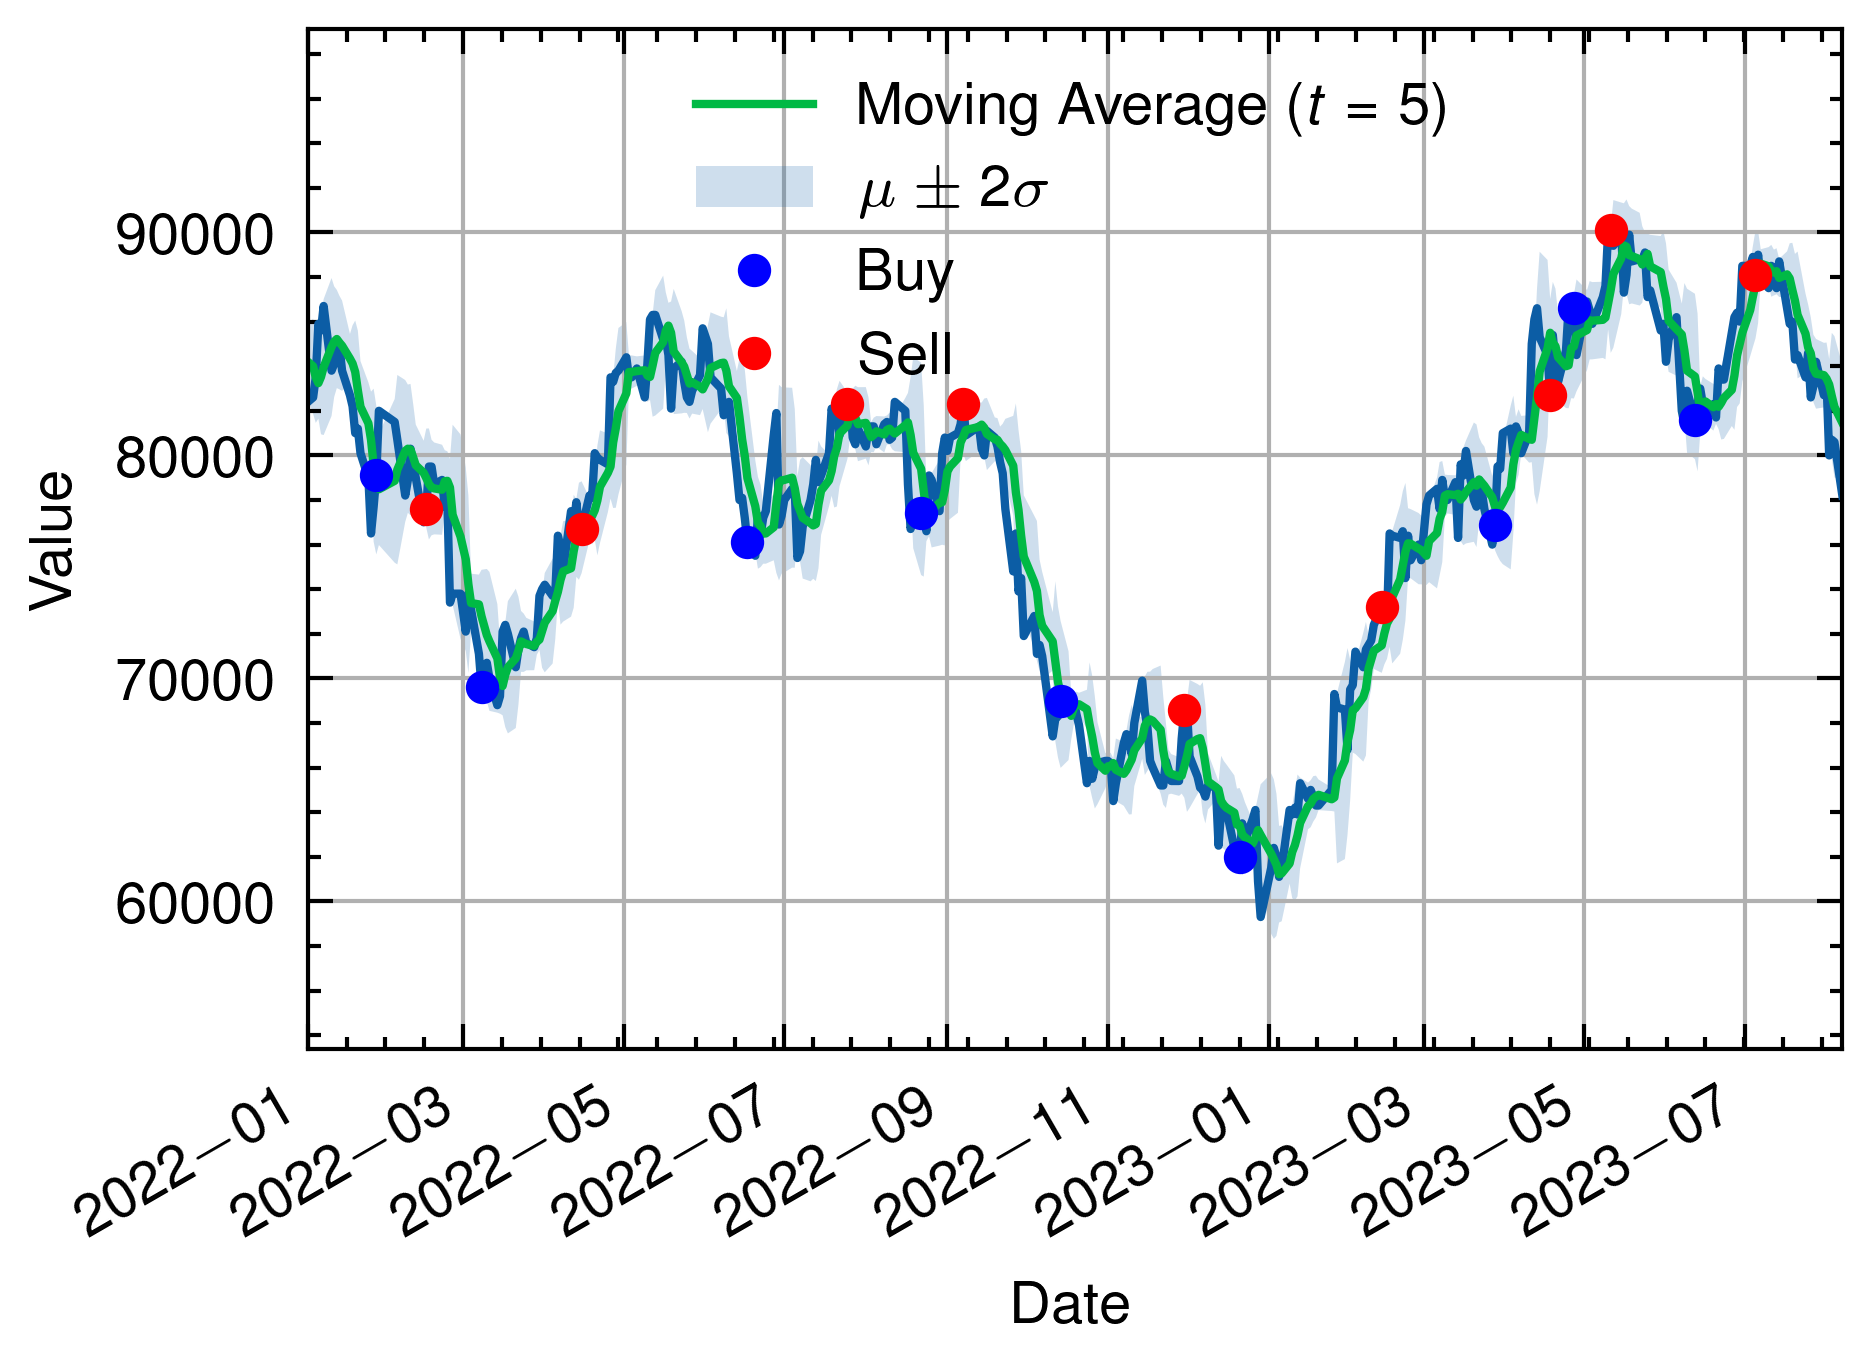 Moving Average (t = 5)
μ ± 2σ
Buy
Sell
90000
80000
70000
60000
Value
2022–01
2022–03
2022–05
2022–07
2022–09
2022–11
2023–01
2023–03
2023–05
2023–07
Date